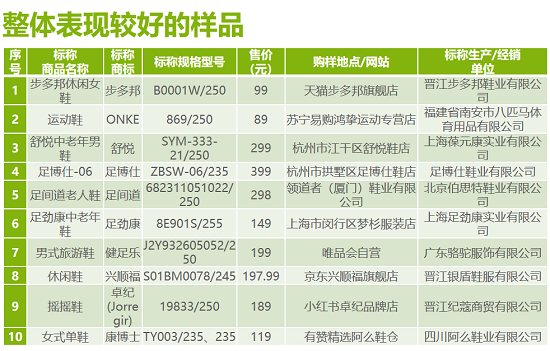 整体表现较好的样品
序号 标称商品名称 标称商标 标称规格型号 售价（元） 购样地点/网站 标称生产/经销单位
1 步多邦休闲女鞋 步多邦 B0001W/250 99 天猫步多邦旗舰店 晋江步多邦鞋业有限公司
2 运动鞋 ONKE 869/250 89 苏宁易购鸿挚运动专营店 福建省南安市八匹马体育用品有限公司
3 舒悦中老年男鞋 舒悦 SYM-333-21/250 299 杭州市江干区舒悦鞋店 上海葆元康实业有限公司
4 足博仕-06 足博仕 ZBSW-06/235 399 杭州市拱墅区足博仕鞋店 足博仕鞋业有限公司
5 足间道老人鞋 足间道 682311051022/250 298 领道者（厦门）鞋业有限公司 北京伯思特鞋业有限公司
6 足劲康中老年鞋 足劲康 8E901S/255 149 上海市闵行区梦杉服装店 上海足劲康实业有限公司
7 男式旅游鞋 健足乐 J2Y932605052/250 199 唯品会自营 广东骆驼服饰有限公司
8 休闲鞋 兴顺福 S01BM0078/245 197.99 京东兴顺福旗舰店 晋江银盾鞋服有限公司
9 摇摇鞋 卓纪(Jorregir) 19833/250 189 小红书卓纪品牌店 晋江纪蔻商贸有限公司
10 女式单鞋 康博士 TY003/235、235 119 有赞精选阿么鞋仓 四川阿么鞋业有限公司